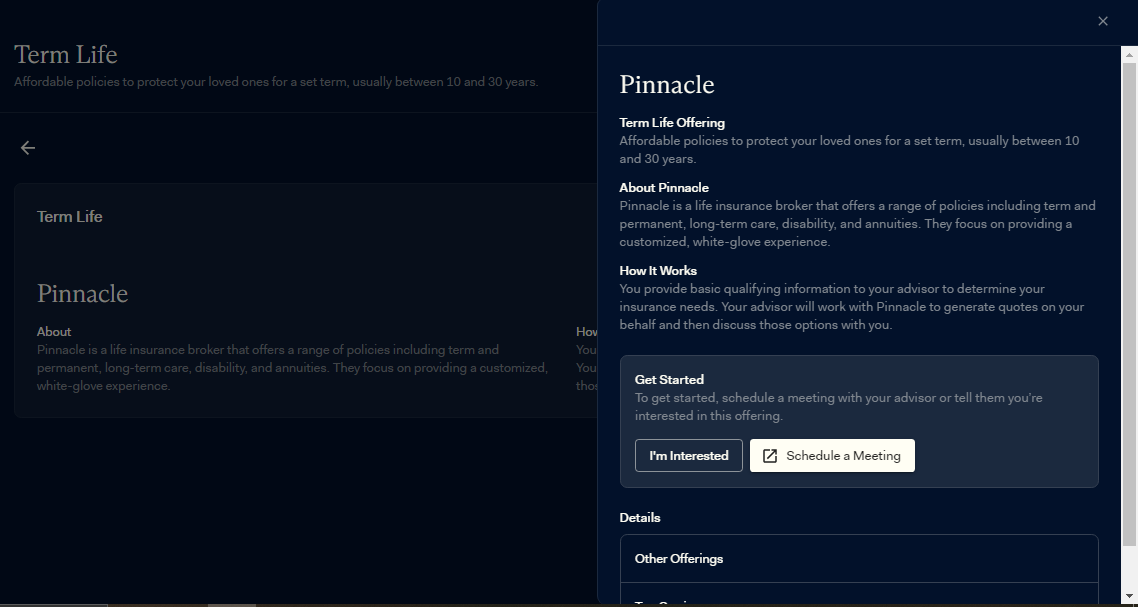 Term Life
Affordable policies to protect your loved ones for a set term, usually between 10 and 30 years.
Term Life
Pinnacle
About
Pinnacle is a life insurance broker that offers a range of policies including term and
permanent, long-term care, disability, and annuities. They focus on providing a customized,
white-glove experience.
You
You
Pinnacle
Term Life Offering
Affordable policies to protect your loved ones for a set term, usually between 10
and 30 years.
About Pinnacle
Pinnacle is a life insurance broker that offers a range of policies including term and
permanent, long-term care, disability, and annuities. They focus on providing a
customized, white-glove experience.
How It Works
You provide basic qualifying information to your advisor to determine your
insurance needs. Your advisor will work with Pinnacle to generate quotes on your
behalf and then discuss those options with you.
Get Started
To get started, schedule a meeting with your advisor or tell them you're
interested in this offering.
I'm Interested
Schedule a Meeting
Details
Other Offerings